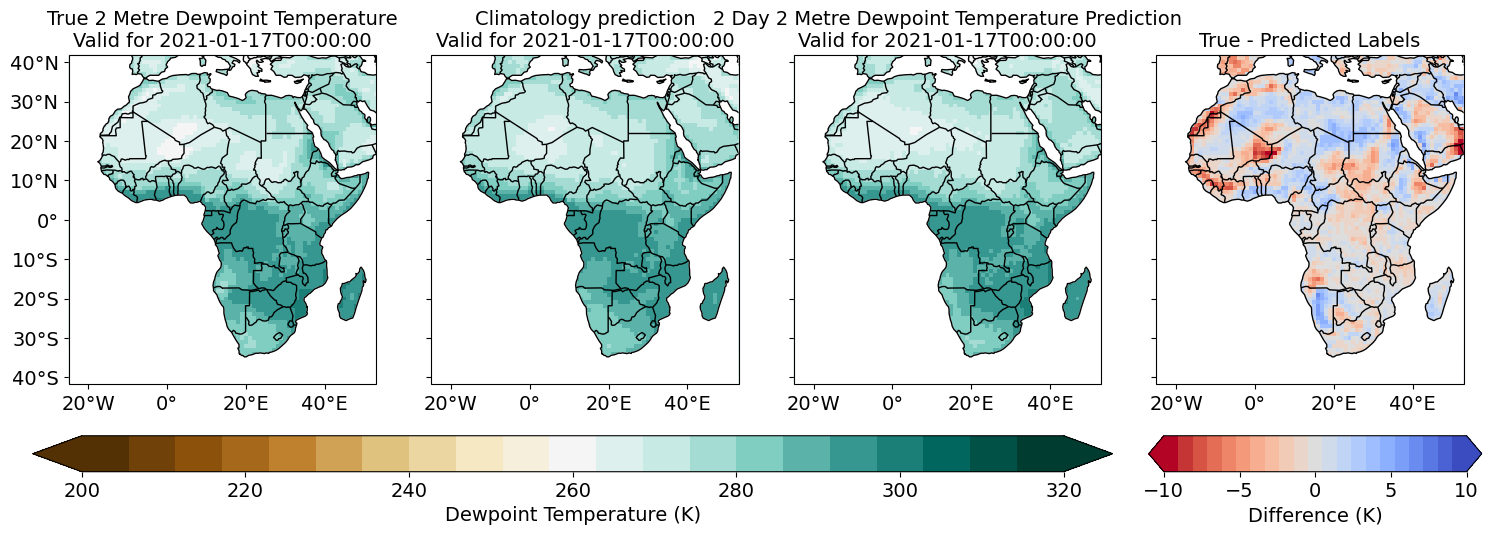 True 2 Metre Dewpoint Temperature
Valid for 2021-01-17T00:00:00
Climatology prediction
Valid for 2021-01-17T00:00:00
2 Day 2 Metre Dewpoint Temperature Prediction
Valid for 2021-01-17T00:00:00
True - Predicted Labels
40°N
30°N
20°N
10°N
0°
10°S
20°S
30°S
40°S
20°W 0° 20°E 40°E
20°W 0° 20°E 40°E
20°W 0° 20°E 40°E
20°W 0° 20°E 40°E
200 220 240 260 280 300 320
Dewpoint Temperature (K)
−10 −5 0 5 10
Difference (K)